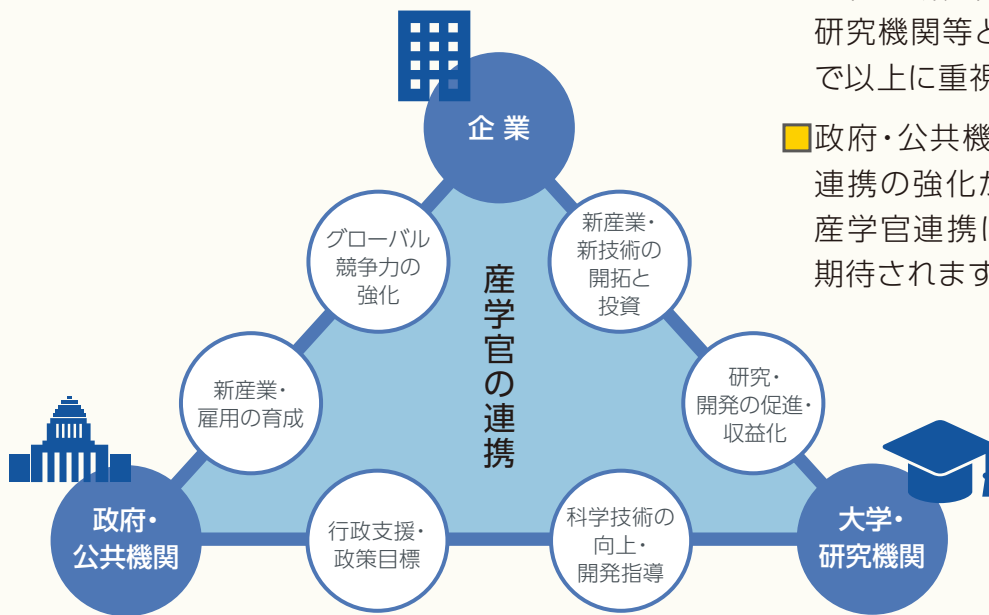 研究機関等と
で以上に重視
政府・公共機
連携の強化が
産学官連携に
期待されます
企業
グローバル
競争力の
強化
新産業・
新技術の
開拓と
投資
産学官の連携
新産業・
雇用の育成
研究・
開発の促進・
収益化
政府・
公共機関
行政支援・
政策目標
科学技術の
向上・
開発指導
大学・
研究機関